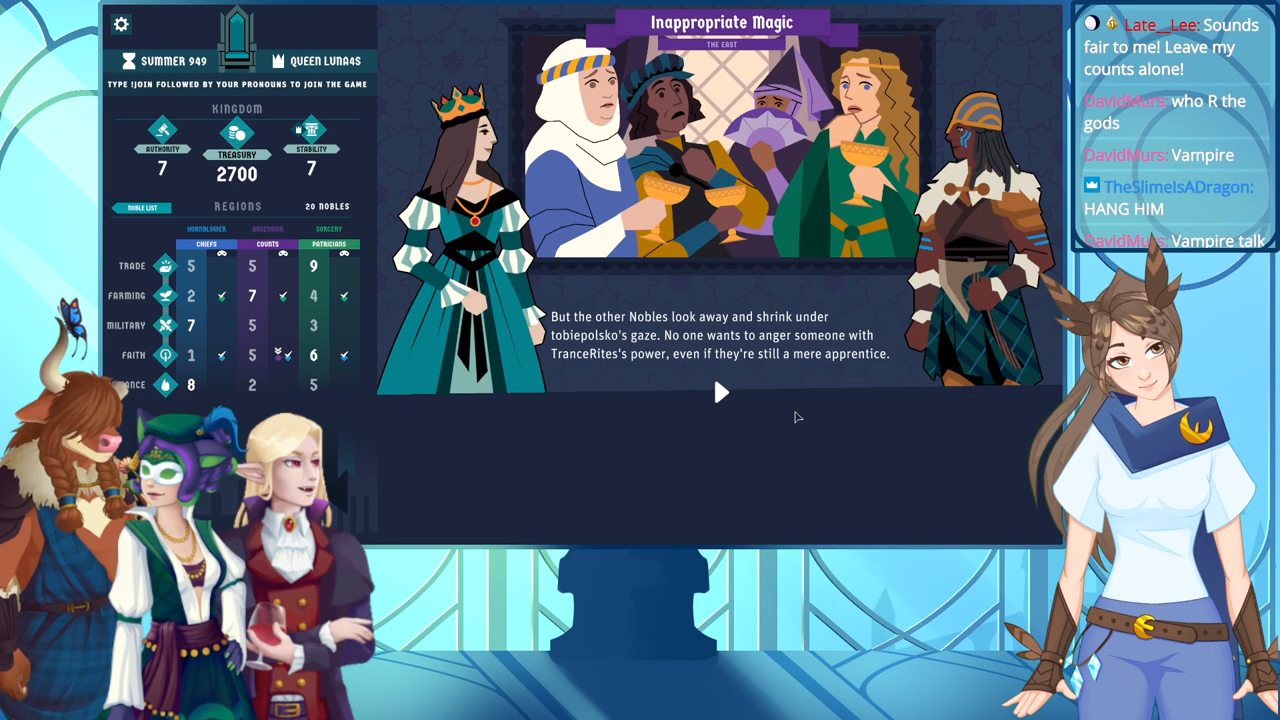 SUMMER 949
QUEEN LUNA4S
TYPE !JOIN FOLLOWED BY YOUR PRONOUNS TO JOIN THE GAME
KINGDOM
AUTHORITY
TREASURY
STABILITY
7
2700
7
NOBLE LIST
REGIONS
20 NOBLES
HORNBLOWER
ASCENSION
SORCERY
CHIEFS
COUNTS
PATRICIANS
TRADE 5 5 9
FARMING 2 7 4
MILITARY 7 5 3
FAITH 1 5 6
NCE 8 2 5
Inappropriate Magic
THE EAST
But the other Nobles look away and shrink under
tobiepolsko's gaze. No one wants to anger someone with
TranceRites's power, even if they're still a mere apprentice.
Late__Lee: Sounds
fair to me! Leave my
counts alone!
DavidMurs: who R the
gods
DavidMurs: Vampire
TheSlimeIsADragon:
HANG HIM
DavidMurs: Vampire talk